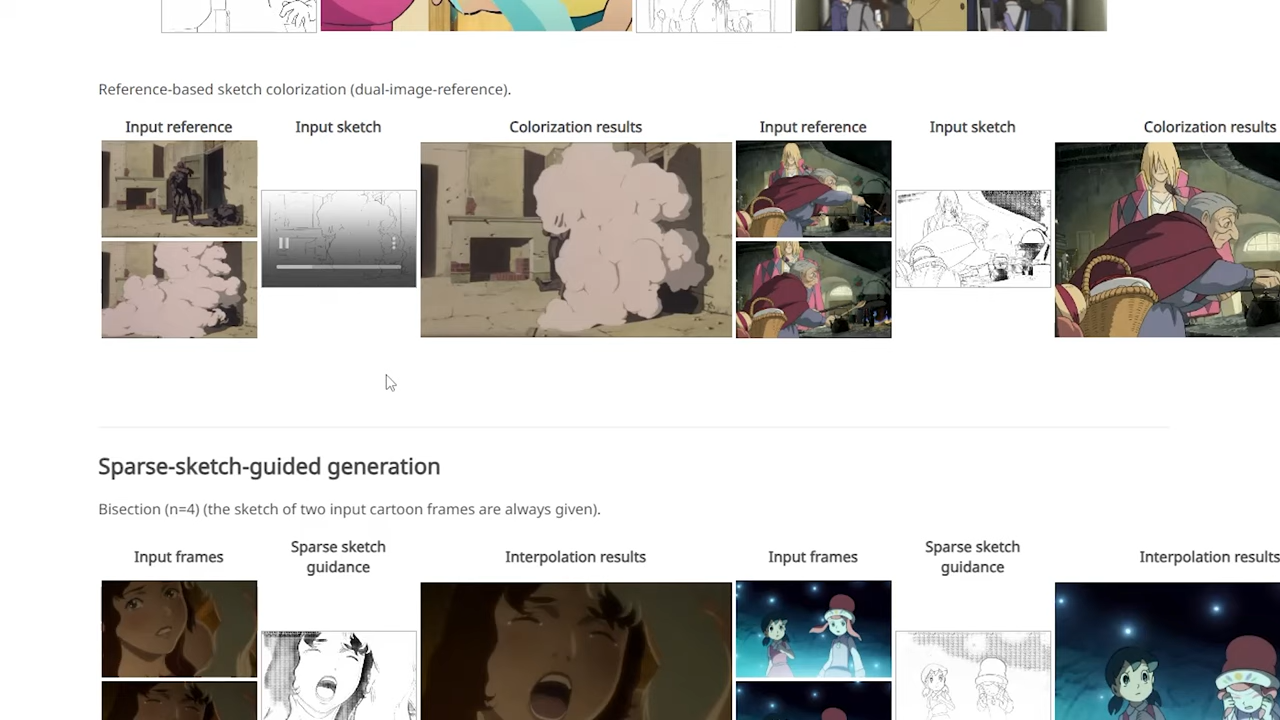 Reference-based sketch colorization (dual-image-reference).
Input reference Input sketch Colorization results Input reference Input sketch Colorization results
Sparse-sketch-guided generation
Bisection (n=4) (the sketch of two input cartoon frames are always given).
Input frames Sparse sketch guidance Interpolation results Input frames Sparse sketch guidance Interpolation results